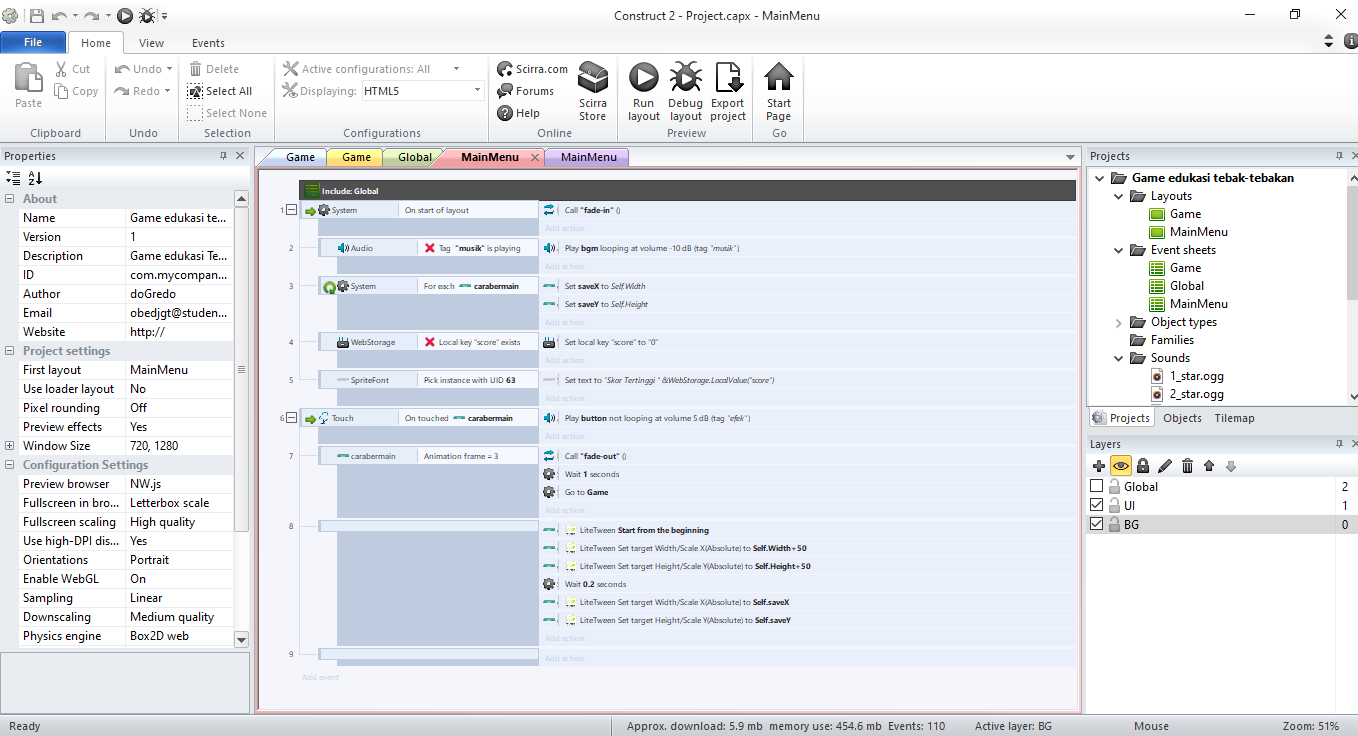 Construct 2 - Project.capx - MainMenu
File Home View Events
Paste
Cut
Copy
Clipboard
Undo
Redo
Undo
Delete
Select All
Select None
Selection
Active configurations: All
Displaying: HTML5
Configurations
Scirra.com
Forums
Help
Scirra Store
Online
Run layout
Debug layout
Export project
Preview
Start Page
Go
Properties
About
Name Game edukasi te...
Version 1
Description Game edukasi Te...
ID com.mycompan...
Author doGredo
Email obedjgt@studen...
Website http://
Project settings
First layout MainMenu
Use loader layout No
Pixel rounding Off
Preview effects Yes
Window Size 720, 1280
Configuration Settings
Preview browser NW.js
Fullscreen in bro... Letterbox scale
Fullscreen scaling High quality
Use high-DPI dis... Yes
Orientations Portrait
Enable WebGL On
Sampling Linear
Downscaling Medium quality
Physics engine Box2D web
Game Game Global MainMenu MainMenu
Include: Global
1 System On start of layout Call "fade-in" ()
Add action
2 Audio Tag "musik" is playing Play bgm looping at volume -10 dB (tag "musik")
Add action
3 System For each carabermain Set saveX to Self.Width
Set saveY to Self.Height
Add action
4 WebStorage Local key "score" exists Set local key "score" to "0"
Add action
5 SpriteFont Pick instance with UID 63 Set text to "Skor Tertinggi " &WebStorage.LocalValue("score")
Add action
6 Touch On touched carabermain Play button not looping at volume 5 dB (tag "efek")
Add action
7 carabermain Animation frame = 3 Call "fade-out" ()
Wait 1 seconds
Go to Game
Add action
8 LiteTween Start from the beginning
LiteTween Set target Width/Scale X(Absolute) to Self.Width+50
LiteTween Set target Height/Scale Y(Absolute) to Self.Height+50
Wait 0.2 seconds
LiteTween Set target Width/Scale X(Absolute) to Self.saveX
LiteTween Set target Height/Scale Y(Absolute) to Self.saveY
Add action
9 Add action
Add event
Projects
Game edukasi tebak-tebakan
Layouts
Game
MainMenu
Event sheets
Game
Global
MainMenu
Object types
Families
Sounds
1_star.ogg
2_star.ogg
Projects Objects Tilemap
Layers
Global 2
UI 1
BG 0
Ready Approx. download: 5.9 mb memory use: 454.6 mb Events: 110 Active layer: BG Mouse Zoom: 51%